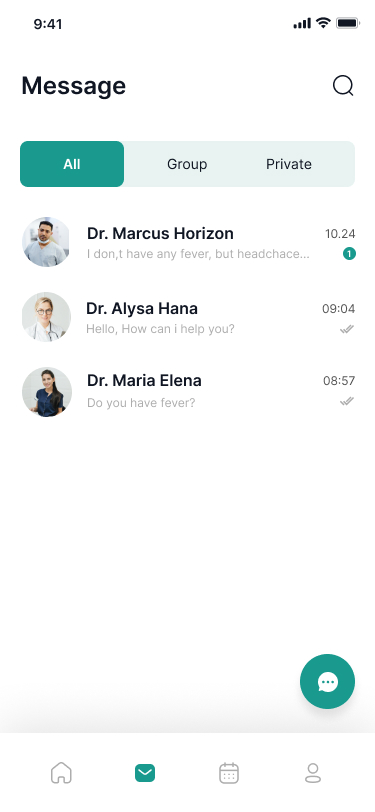 9:41
Message
All Group Private
Dr. Marcus Horizon 10.24
I don,t have any fever, but headchace... 1
Dr. Alysa Hana 09:04
Hello, How can i help you?
Dr. Maria Elena 08:57
Do you have fever?